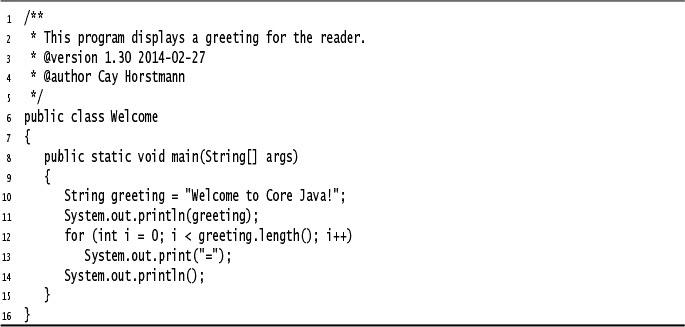 1 /**
2  * This program displays a greeting for the reader.
3  * @version 1.30 2014-02-27
4  * @author Cay Horstmann
5  */
6 public class Welcome
7 {
8    public static void main(String[] args)
9    {
10       String greeting = "Welcome to Core Java!";
11       System.out.println(greeting);
12       for (int i = 0; i < greeting.length(); i++)
13          System.out.print("=");
14       System.out.println();
15    }
16 }